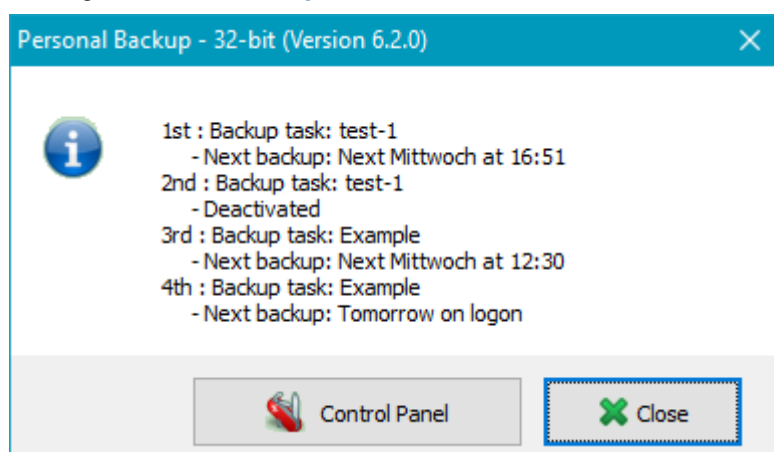 Personal Backup - 32-bit (Version 6.2.0)
1st : Backup task: test-1
- Next backup: Next Mittwoch at 16:51
2nd : Backup task: test-1
- Deactivated
3rd : Backup task: Example
- Next backup: Next Mittwoch at 12:30
4th : Backup task: Example
- Next backup: Tomorrow on logon
Control Panel
Close